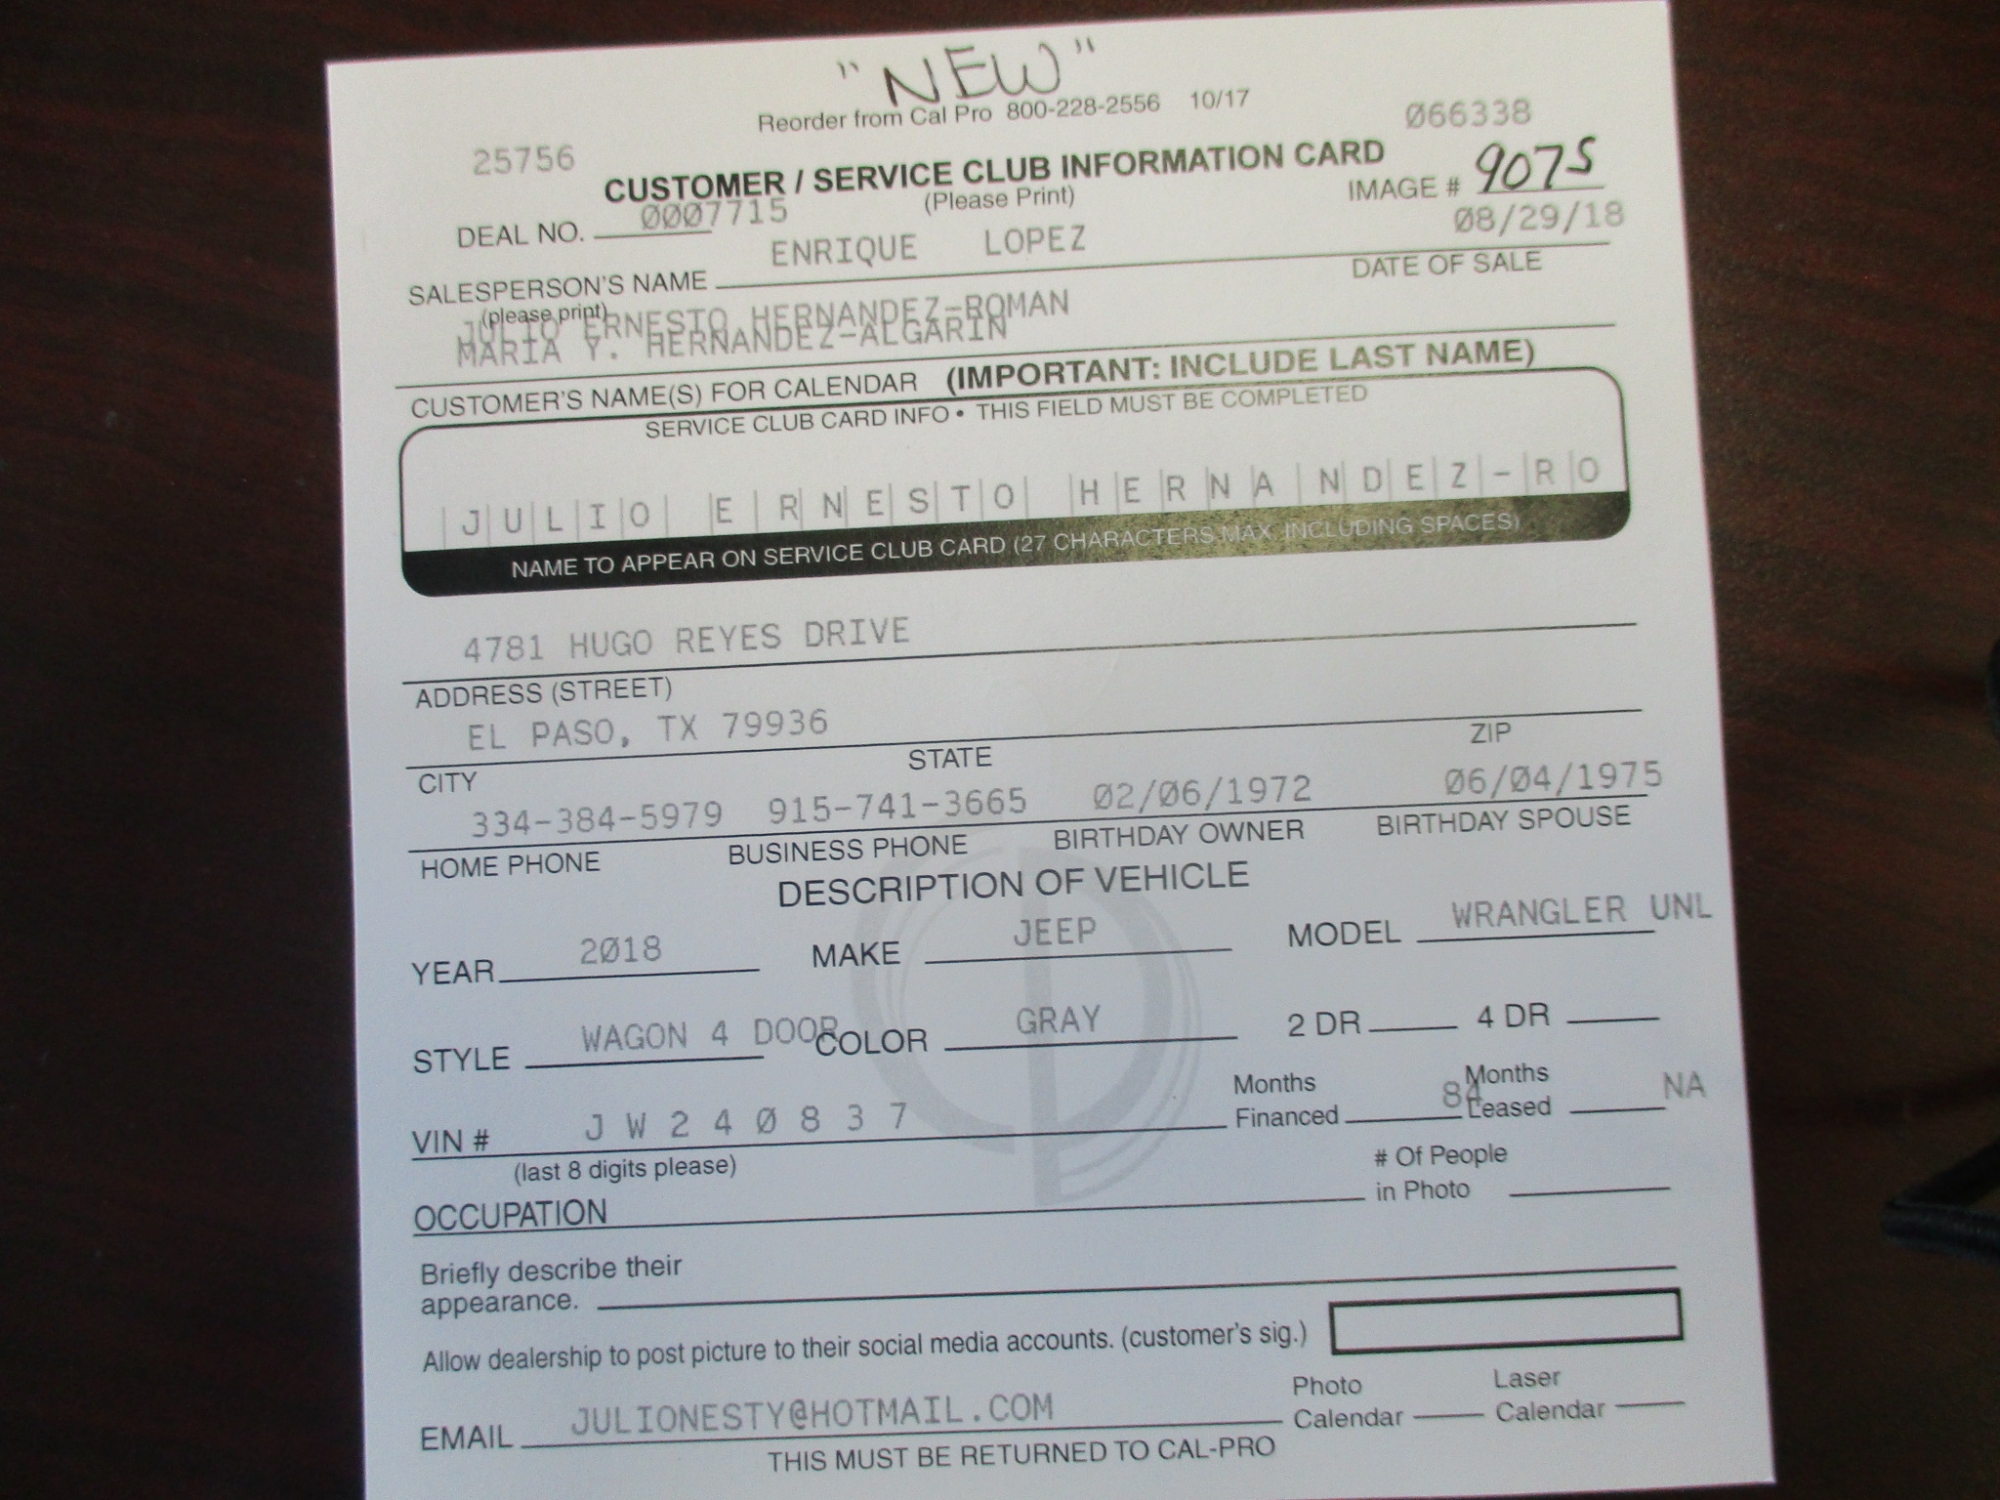 "NEW"
Reorder from Cal Pro 800-228-2556 10/17
25756
Ø66338
CUSTOMER / SERVICE CLUB INFORMATION CARD
(Please Print)
IMAGE # 9075
DEAL NO. ØØØ7715
Ø8/29/18
SALESPERSON'S NAME ENRIQUE LOPEZ
DATE OF SALE
(please print)
JULIO ERNESTO HERNANDEZ-ROMAN
MARIA Y. HERNANDEZ-ALGARIN
CUSTOMER'S NAME(S) FOR CALENDAR (IMPORTANT: INCLUDE LAST NAME)
SERVICE CLUB CARD INFO • THIS FIELD MUST BE COMPLETED
JULIO ERNESTO HERNANDEZ-RO
NAME TO APPEAR ON SERVICE CLUB CARD (27 CHARACTERS MAX. INCLUDING SPACES)
4781 HUGO REYES DRIVE
ADDRESS (STREET)
EL PASO, TX 79936
CITY STATE ZIP
334-384-5979 915-741-3665 Ø2/Ø6/1972 Ø6/Ø4/1975
HOME PHONE BUSINESS PHONE BIRTHDAY OWNER BIRTHDAY SPOUSE
DESCRIPTION OF VEHICLE
YEAR 2Ø18 MAKE JEEP MODEL WRANGLER UNL
STYLE WAGON 4 DOOR COLOR GRAY 2 DR 4 DR
VIN # J W 2 4 Ø 8 3 7 Months Financed 84 Months Leased NA
(last 8 digits please)
OCCUPATION # Of People in Photo
Briefly describe their
appearance.
Allow dealership to post picture to their social media accounts. (customer's sig.)
EMAIL JULIONESTY@HOTMAIL.COM Photo Calendar Laser Calendar
THIS MUST BE RETURNED TO CAL-PRO